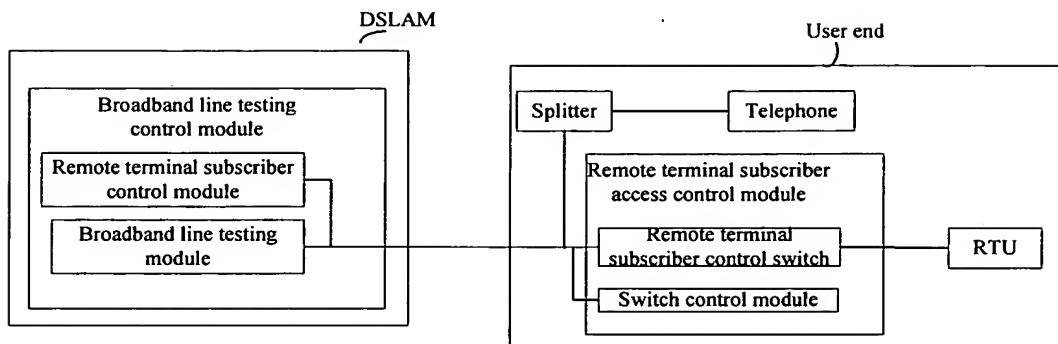 DSLAM
User end
Broadband line testing
control module
Remote terminal subscriber
control module
Broadband line testing
module
Splitter
Telephone
Remote terminal subscriber
access control module
Remote terminal
subscriber control switch
Switch control module
RTU